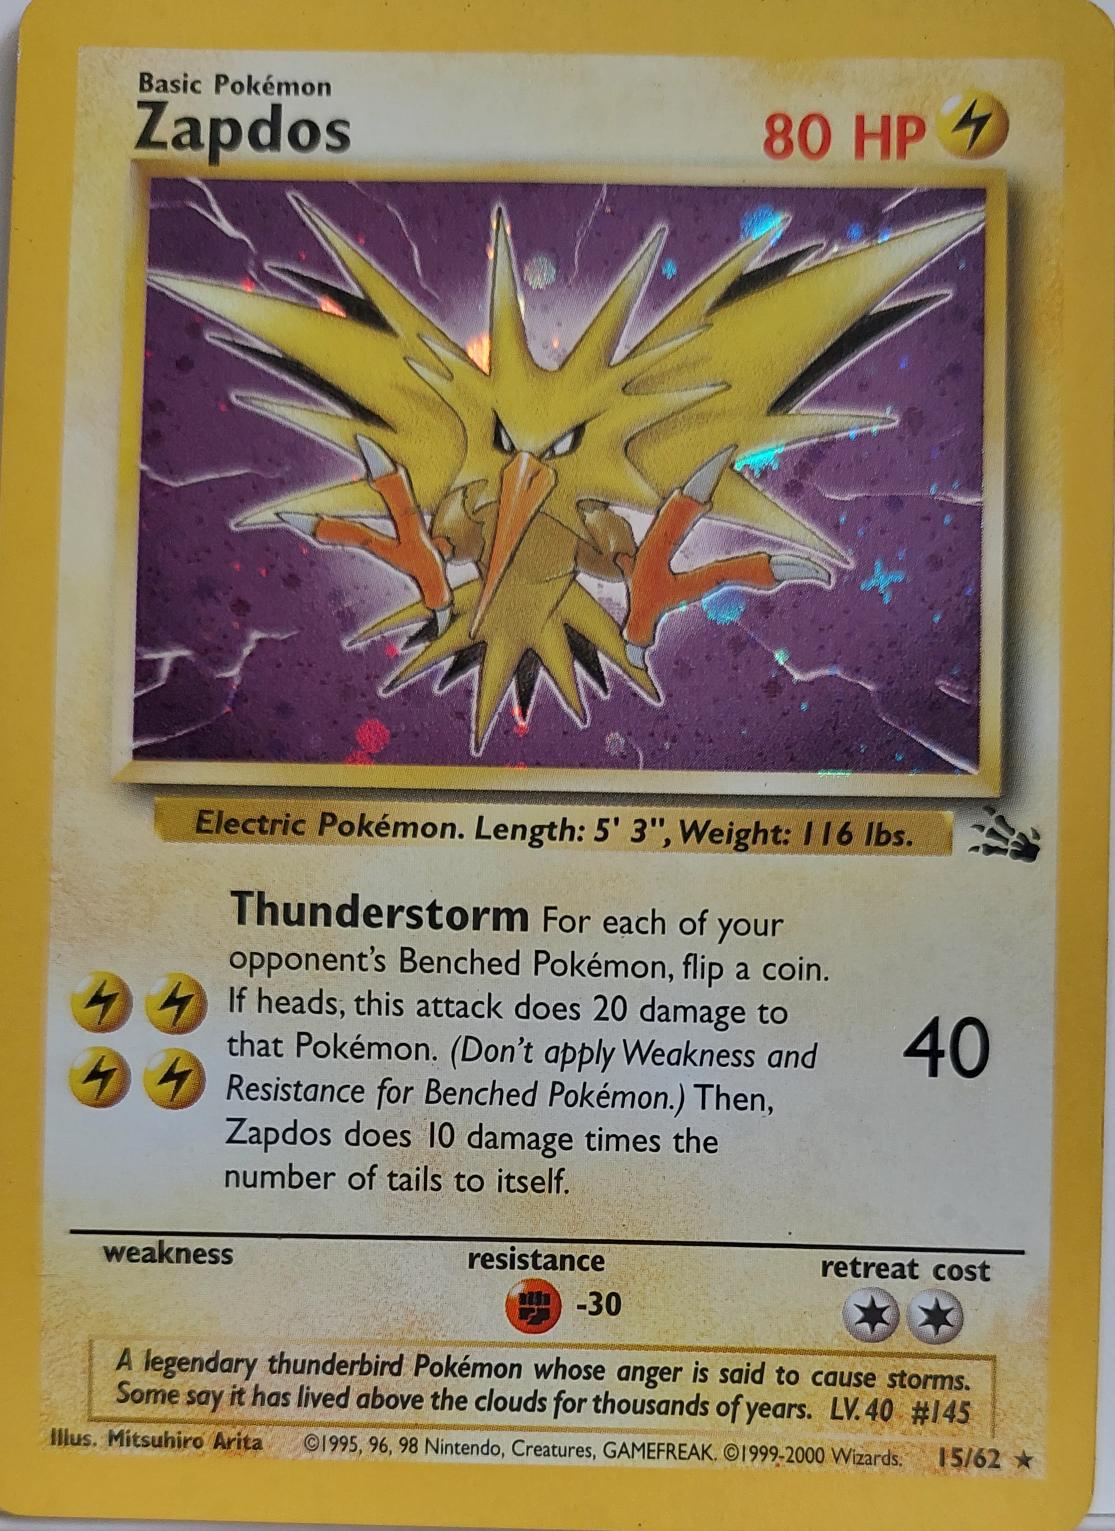 Basic Pokémon
Zapdos
80 HP
Electric Pokémon. Length: 5' 3", Weight: 116 lbs.
Thunderstorm For each of your
opponent's Benched Pokémon, flip a coin.
If heads, this attack does 20 damage to
that Pokémon. (Don't apply Weakness and
Resistance for Benched Pokémon.) Then,
Zapdos does 10 damage times the
number of tails to itself.
40
weakness
resistance
retreat cost
-30
A legendary thunderbird Pokémon whose anger is said to cause storms.
Some say it has lived above the clouds for thousands of years. LV. 40 #145
Illus. Mitsuhiro Arita ©1995, 96, 98 Nintendo, Creatures, GAMEFREAK. ©1999-2000 Wizards. 15/62 ★